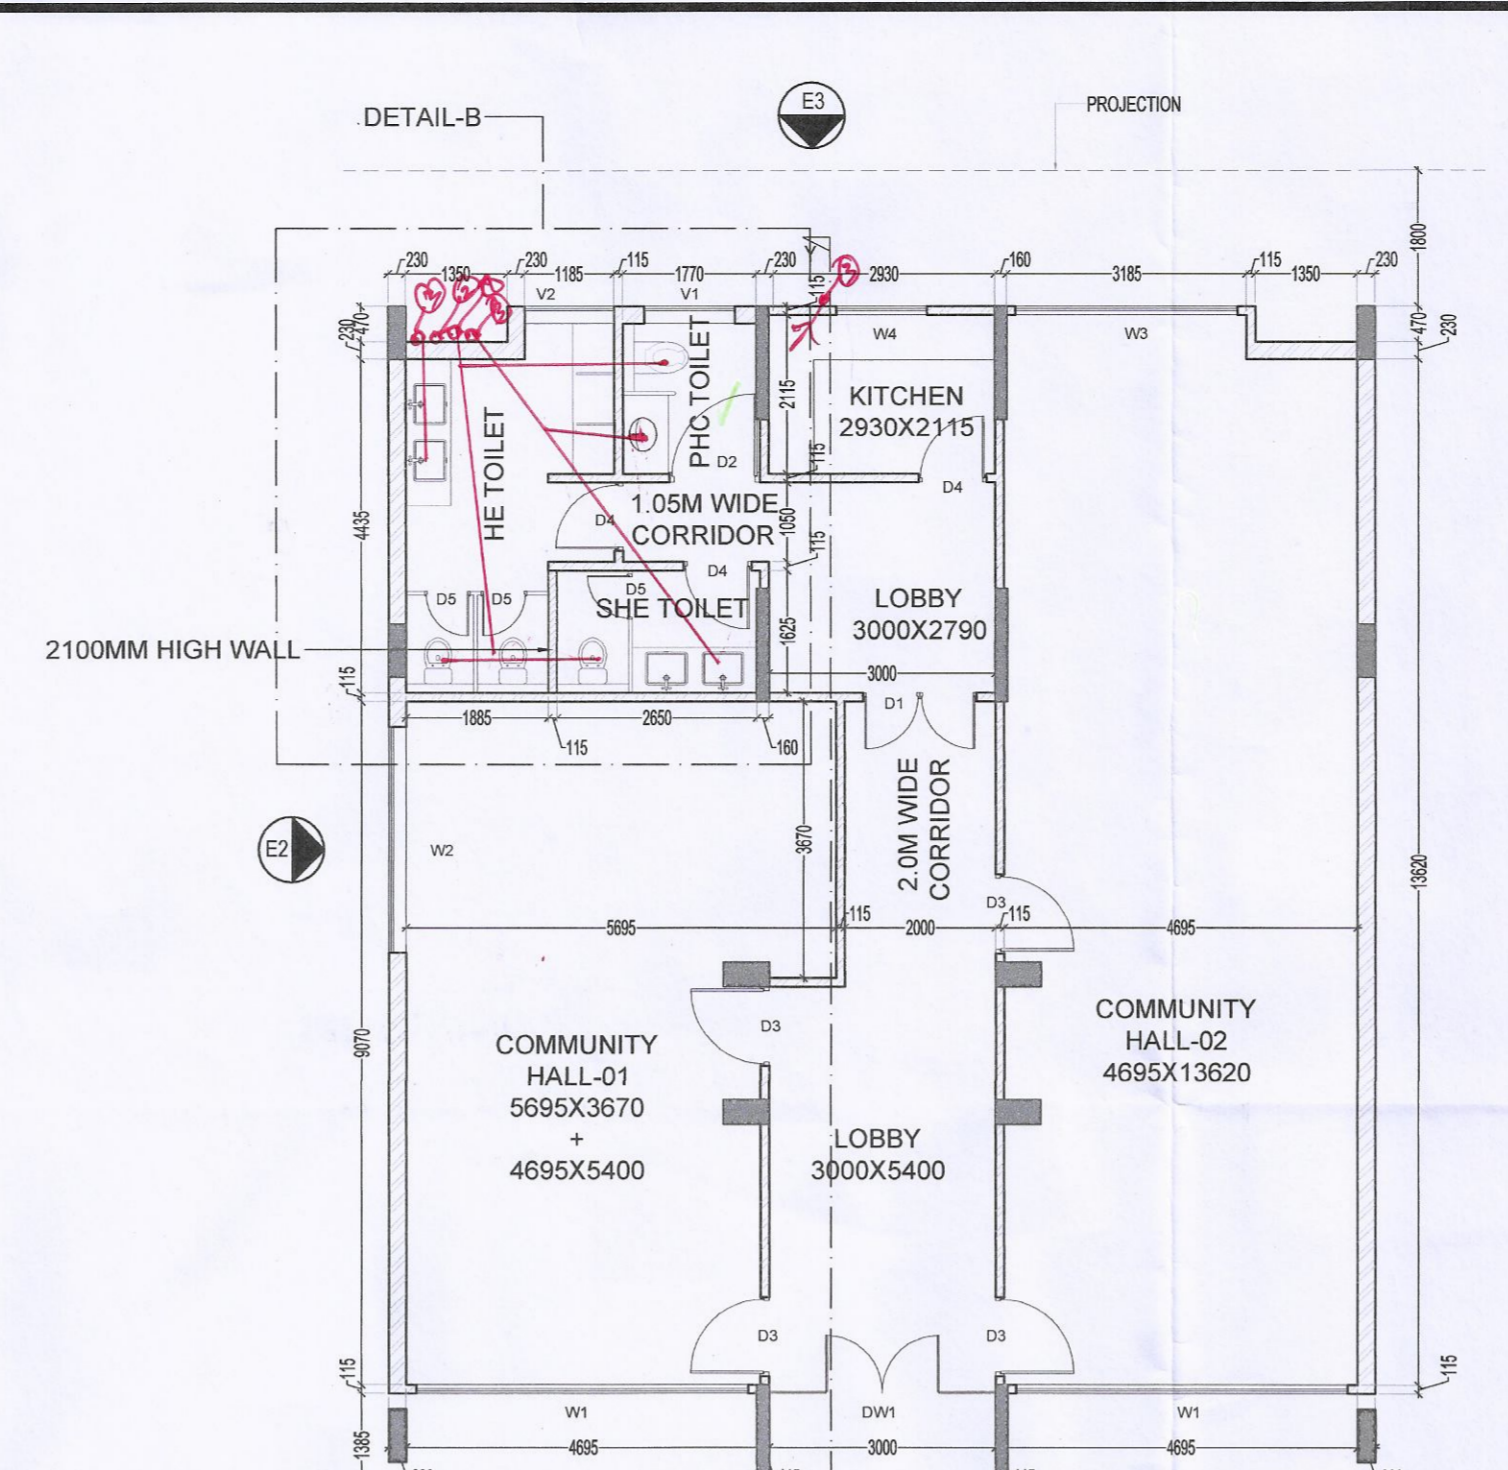 E3
PROJECTION
DETAIL-B
1800
230
1350
230
1185
115
1770
230
115
3
2930
160
3185
115
1350
230
V2
V1
2
3
W4
W3
470
230
470
230
PHC TOILET
KITCHEN
2930X2115
2115
HE TOILET
D2
115
D4
4435
D4
1.05M WIDE
CORRIDOR
1050
115
D4
D5
D5
D5
SHE TOILET
LOBBY
3000X2790
1625
2100MM HIGH WALL
115
3000
D1
1885
115
2650
160
2.0M WIDE
CORRIDOR
E2
W2
3670
13620
5695
115
2000
D3
115
4695
COMMUNITY
HALL-02
4695X13620
D3
9070
COMMUNITY
HALL-01
5695X3670
+
4695X5400
LOBBY
3000X5400
D3
D3
115
115
W1
DW1
W1
1385
4695
3000
4695